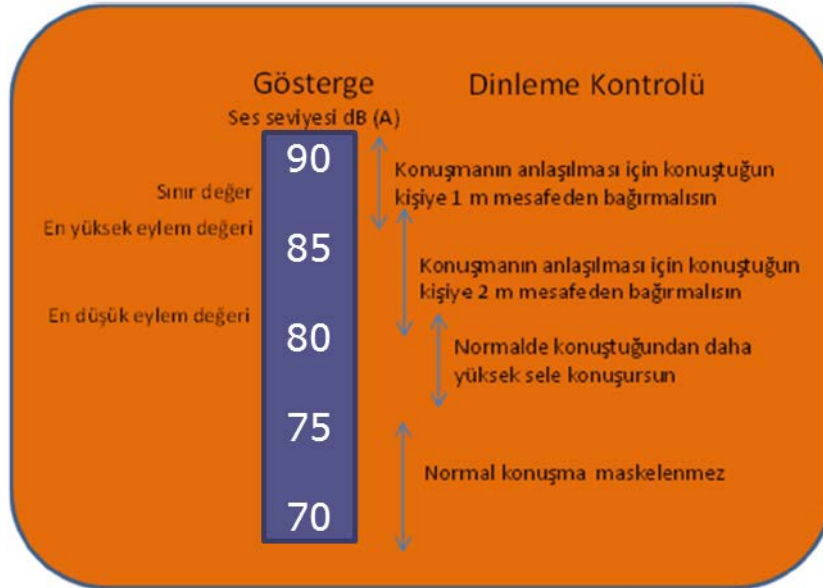 Gösterge
Dinleme Kontrolü
Ses seviyesi dB (A)
90
Konuşmanın anlaşılması için konuştuğun
kişiye 1 m mesafeden bağırmalısın
Sınır değer
En yüksek eylem değeri
85
Konuşmanın anlaşılması için konuştuğun
kişiye 2 m mesafeden bağırmalısın
En düşük eylem değeri
80
Normalde konuştuğundan daha
yüksek sele konuşursun
75
Normal konuşma maskelenmez
70